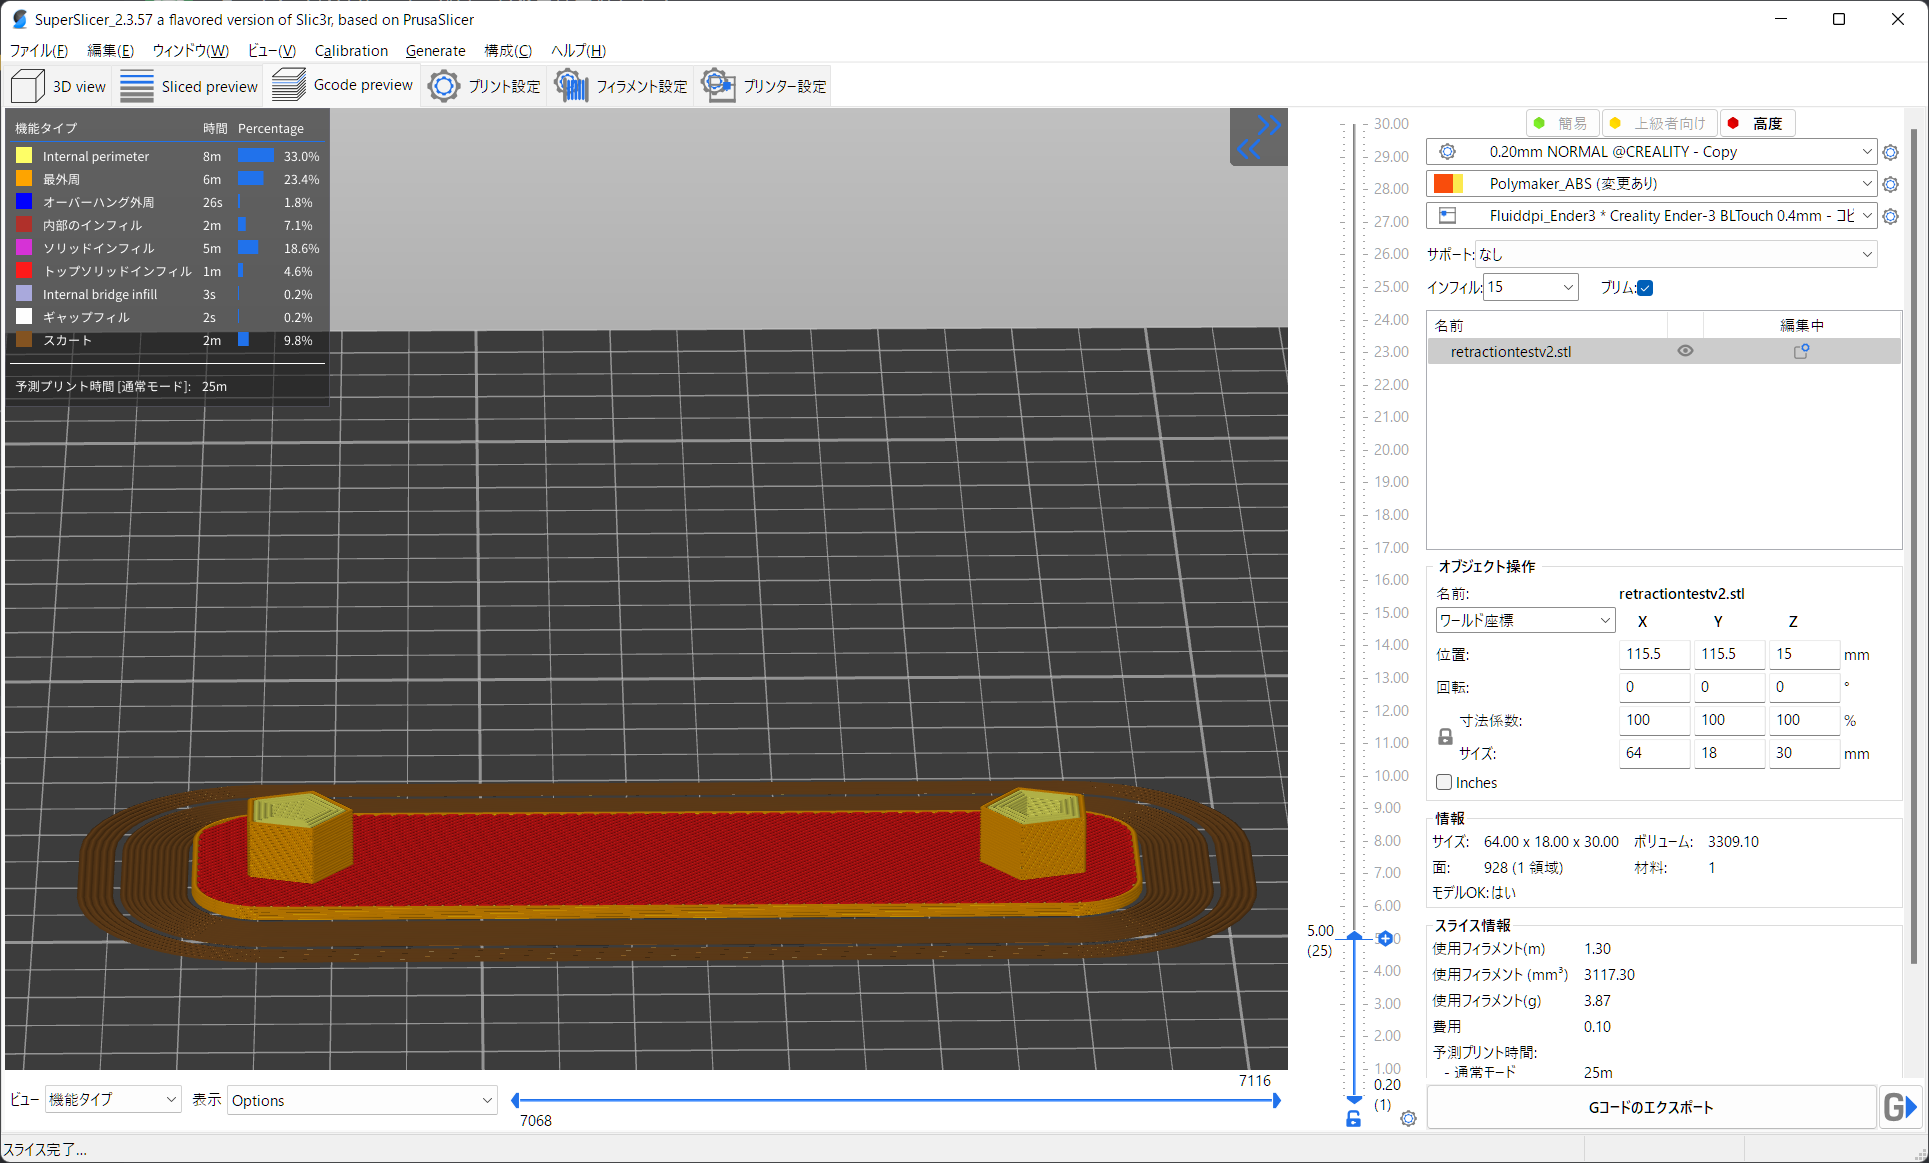 SuperSlicer_2.3.57 a flavored version of Slic3r, based on PrusaSlicer
ファイル(F) 編集(E) ウィンドウ(W) ビュー(V) Calibration Generate 構成(C) ヘルプ(H)
3D view Sliced preview Gcode preview プリント設定 フィラメント設定 プリンター設定
機能タイプ 時間 Percentage
Internal perimeter 8m 33.0%
最外周 6m 23.4%
オーバーハング外周 26s 1.8%
内部のインフィル 2m 7.1%
ソリッドインフィル 5m 18.6%
トップソリッドインフィル 1m 4.6%
Internal bridge infill 3s 0.2%
ギャップフィル 2s 0.2%
スカート 2m 9.8%
予測プリント時間 [通常モード]: 25m
30.00
29.00
28.00
27.00
26.00
25.00
24.00
23.00
22.00
21.00
20.00
19.00
18.00
17.00
16.00
15.00
14.00
13.00
12.00
11.00
10.00
9.00
8.00
7.00
6.00
5.00
(25)
4.00
3.00
2.00
1.00
0.20
(1)
簡易 上級者向け 高度
0.20mm NORMAL @CREALITY - Copy
Polymaker_ABS (変更あり)
Fluiddpi_Ender3 * Creality Ender-3 BLTouch 0.4mm - コピ
サポート: なし
インフィル: 15 ブリム:
名前 編集中
retractiontestv2.stl
オブジェクト操作
名前: retractiontestv2.stl
ワールド座標 X Y Z
位置: 115.5 115.5 15 mm
回転: 0 0 0 °
寸法係数: 100 100 100 %
サイズ: 64 18 30 mm
Inches
情報
サイズ: 64.00 x 18.00 x 30.00 ボリューム: 3309.10
面: 928 (1 領域) 材料: 1
モデルOK:はい
スライス情報
使用フィラメント(m) 1.30
使用フィラメント (mm³) 3117.30
使用フィラメント(g) 3.87
費用 0.10
予測プリント時間:
- 通常モード 25m
Gコードのエクスポート G
ビュー 機能タイプ 表示 Options
7116
7068
スライス完了...